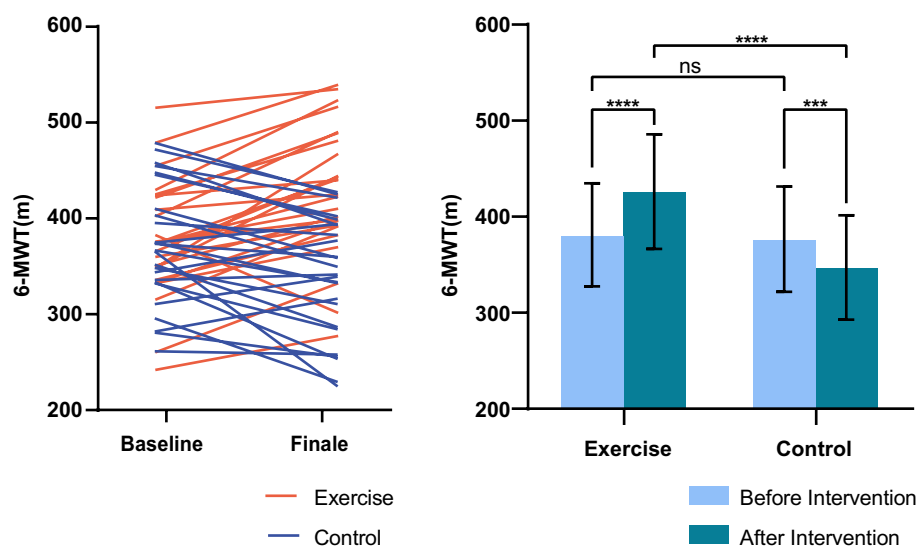 600
500
400
300
200
6-MWT(m)
Baseline
Finale
Exercise
Control
600
500
400
300
200
6-MWT(m)
****
ns
****
***
Exercise
Control
Before Intervention
After Intervention